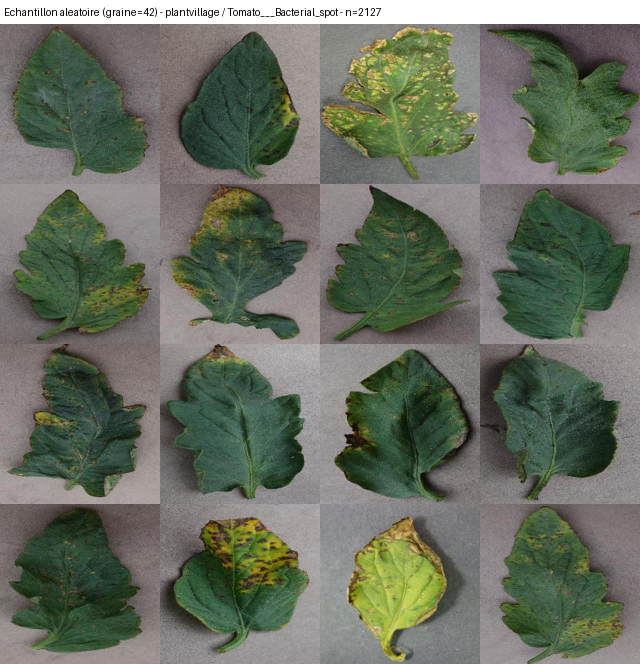 Echantillon aleatoire (graine=42) - plantvillage / Tomato___Bacterial_spot - n=2127